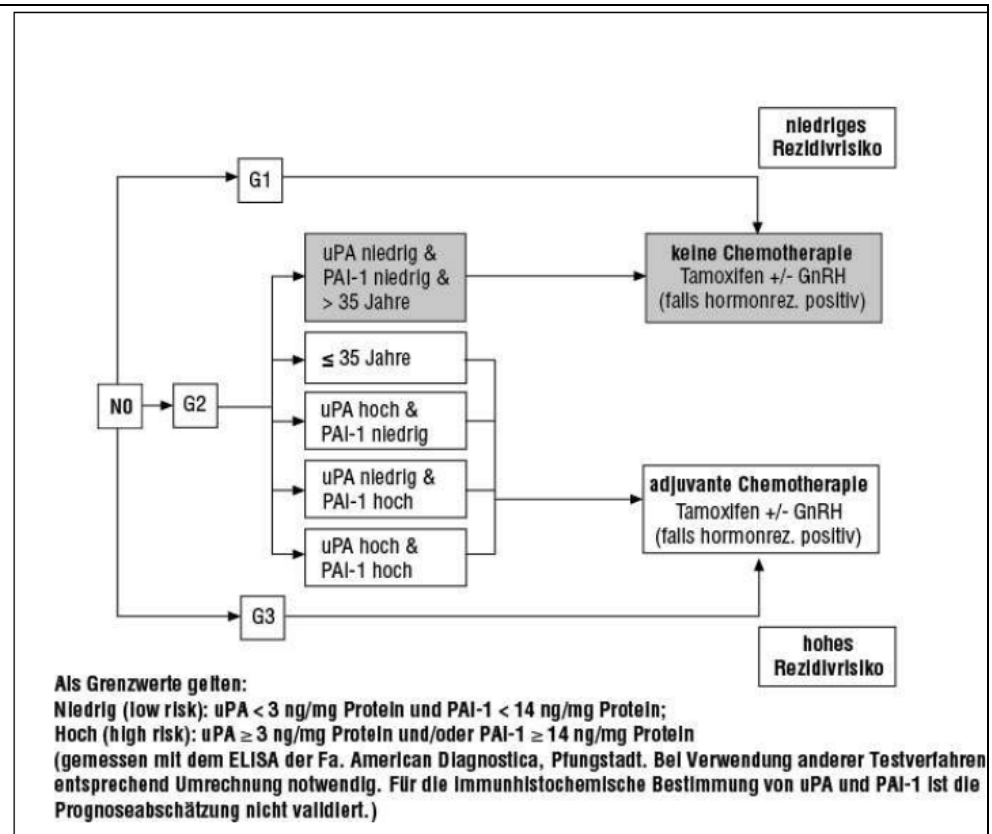 niedriges
Rezidivrisiko
G1
uPA niedrig &
PAI-1 niedrig &
> 35 Jahre
keine Chemotherapie
Tamoxifen +/- GnRH
(falls hormonrez. positiv)
≤ 35 Jahre
N0
G2
uPA hoch &
PAI-1 niedrig
uPA niedrig &
PAI-1 hoch
adjuvante Chemotherapie
Tamoxifen +/- GnRH
(falls hormonrez. positiv)
uPA hoch &
PAI-1 hoch
G3
hohes
Rezidivrisiko
Als Grenzwerte gelten:
Niedrig (low risk): uPA < 3 ng/mg Protein und PAI-1 < 14 ng/mg Protein;
Hoch (high risk): uPA ≥ 3 ng/mg Protein und/oder PAI-1 ≥ 14 ng/mg Protein
(gemessen mit dem ELISA der Fa. American Diagnostica, Pfungstadt. Bei Verwendung anderer Testverfahren
entsprechend Umrechnung notwendig. Für die immunhistochemische Bestimmung von uPA und PAI-1 ist die
Prognoseabschätzung nicht validiert.)